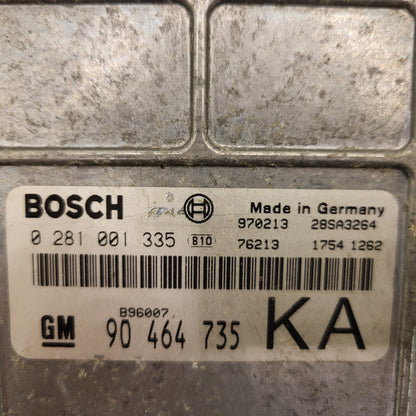 BOSCH Made in Germany
970213 28SA3264
0 281 001 335 810 76213 1754 1262
B96007
GM 90 464 735 KA